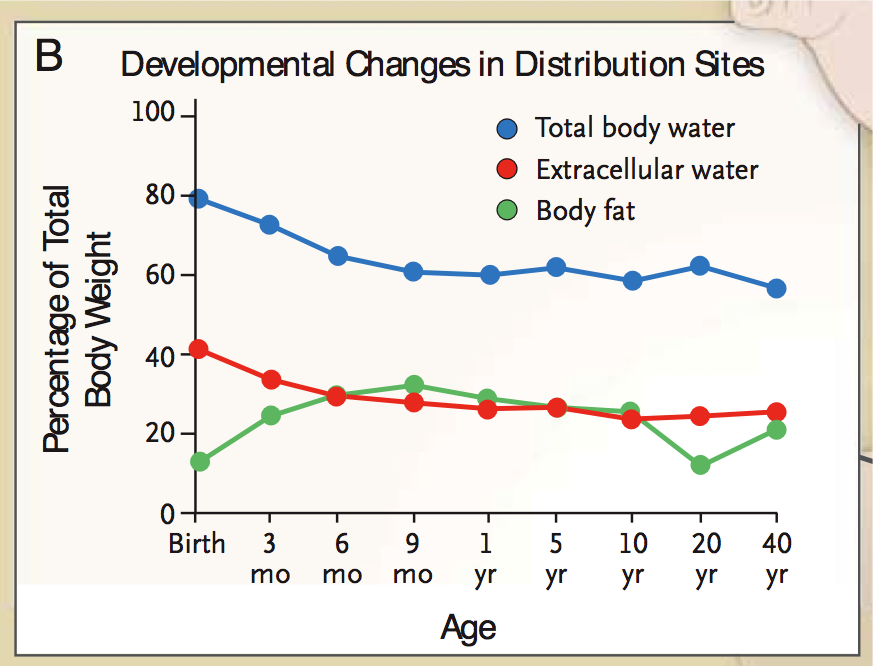 B
Developmental Changes in Distribution Sites
Total body water
Extracellular water
Body fat
Percentage of Total
Body Weight
100
80
60
40
20
0
Birth 3 6 9 1 5 10 20 40
mo mo mo yr yr yr yr yr
Age